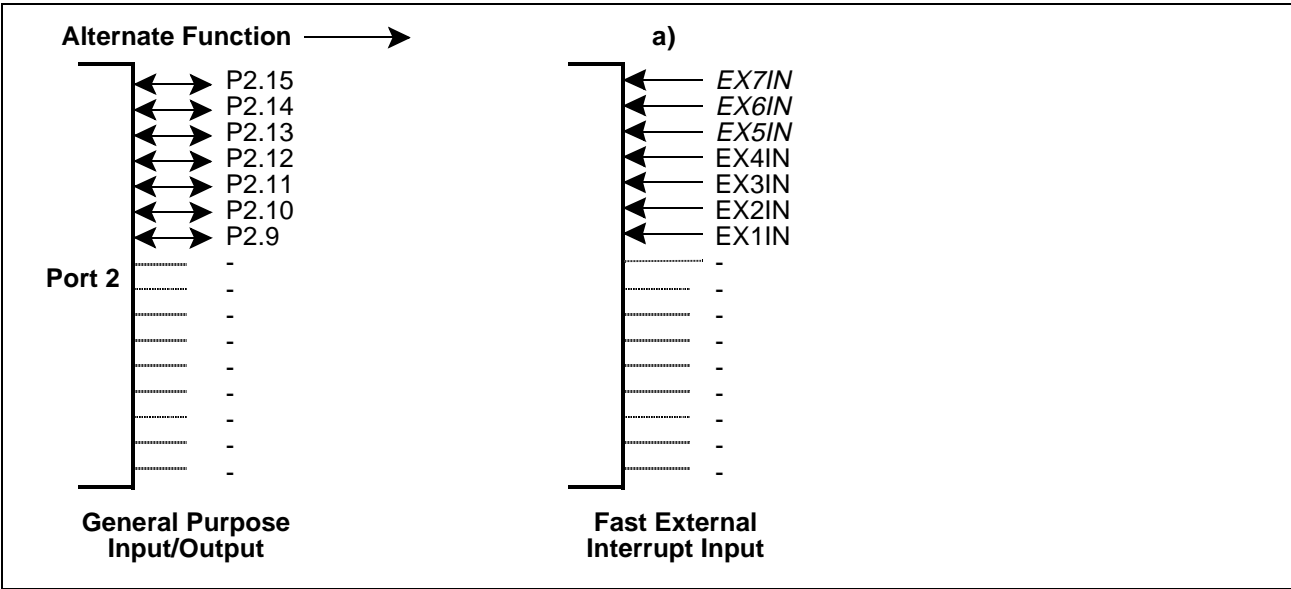 Alternate Function a)
P2.15 EX7IN
P2.14 EX6IN
P2.13 EX5IN
P2.12 EX4IN
P2.11 EX3IN
P2.10 EX2IN
P2.9 EX1IN
- -
Port 2
- -
- -
- -
- -
- -
- -
- -
- -
General Purpose
Input/Output
Fast External
Interrupt Input